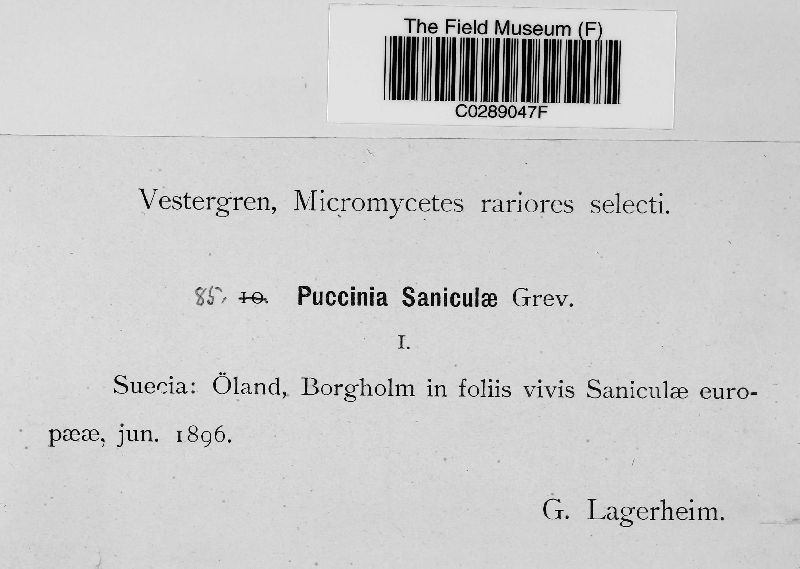 The Field Museum (F)
C0289047F
Vestergren, Micromycetes rariores selecti.
85. 10. Puccinia Saniculæ Grev.
I.
Suecia: Öland, Borgholm in foliis vivis Saniculæ euro-
pææ, jun. 1896.
G. Lagerheim.